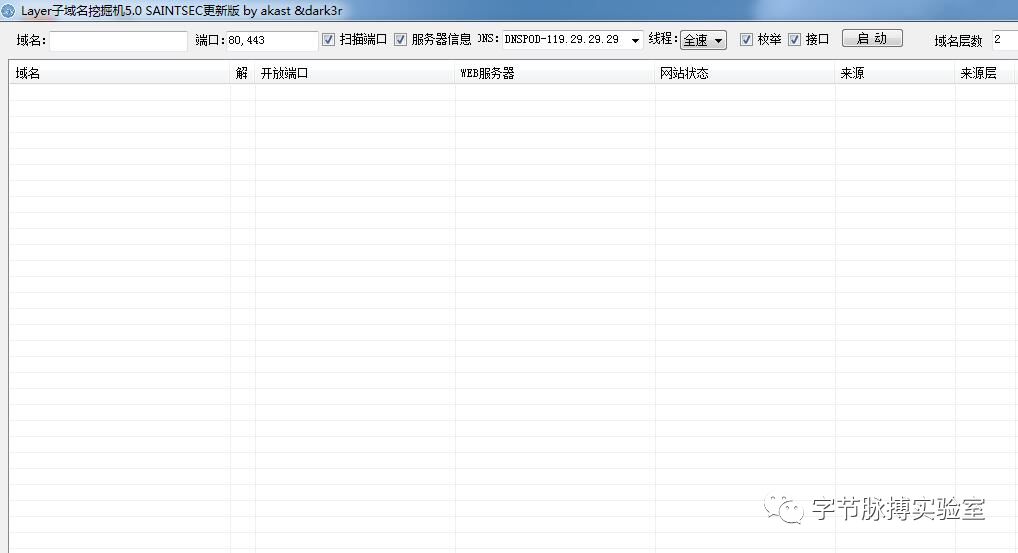 Layer子域名挖掘机5.0 SAINTSEC更新版 by akast &dark3r
域名: 端口: 80,443 扫描端口 服务器信息 DNS: DNSPOD-119.29.29.29 线程: 全速 枚举 接口 启 动 域名层数 2
域名 解 开放端口 WEB服务器 网站状态 来源 来源层
字节脉搏实验室